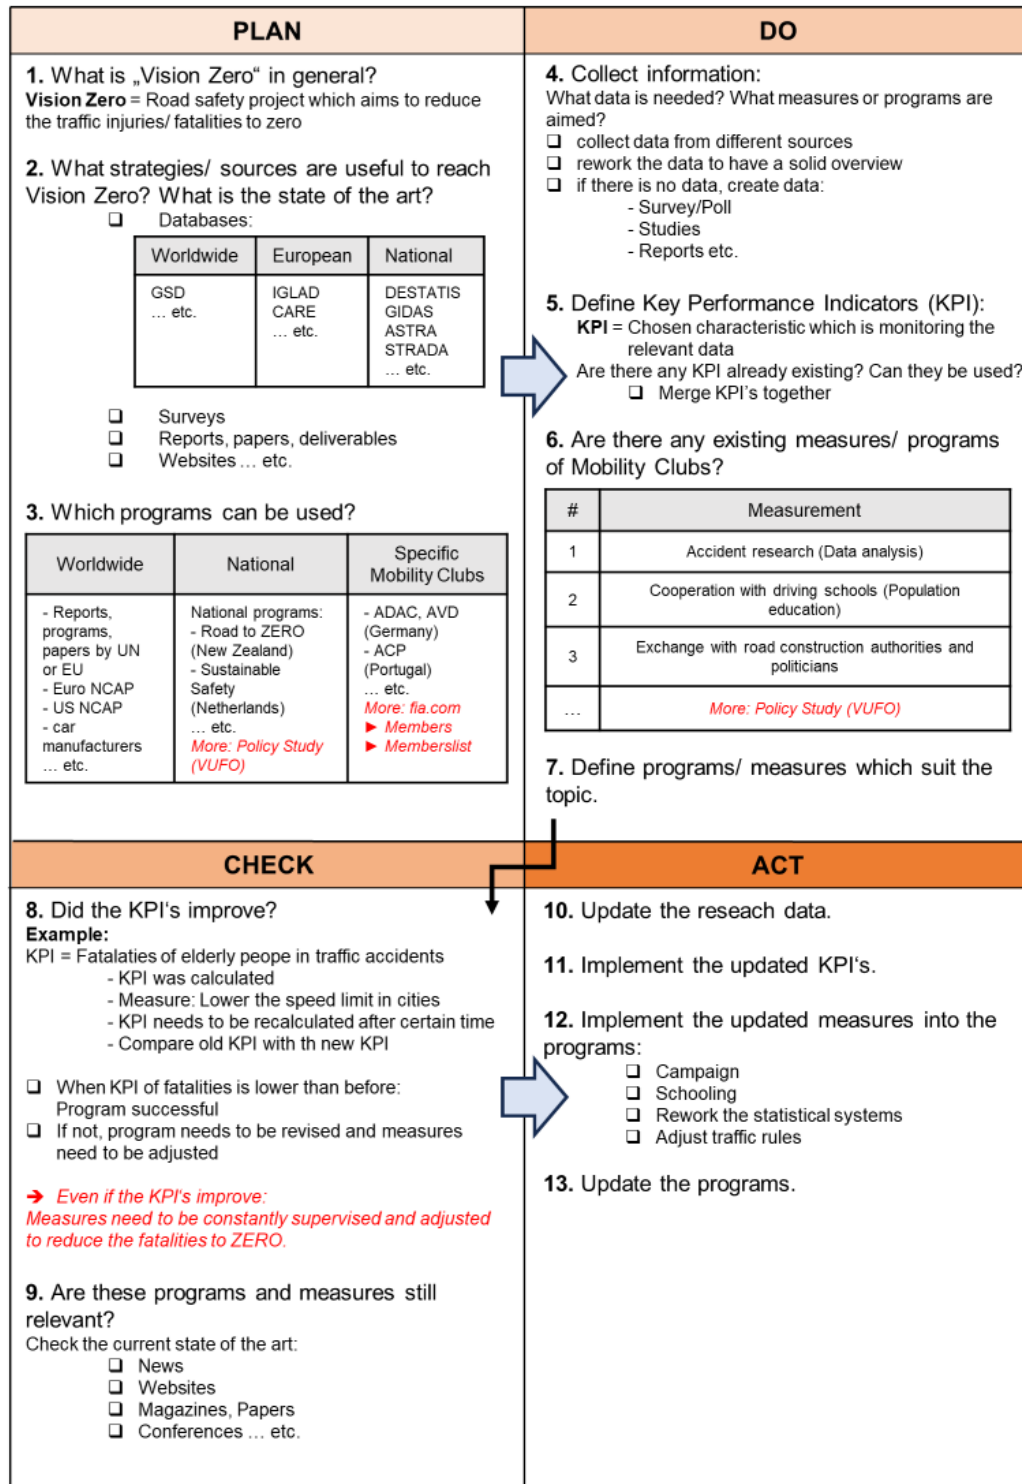 PLAN
1. What is „Vision Zero“ in general?
Vision Zero = Road safety project which aims to reduce
the traffic injuries/ fatalities to zero
2. What strategies/ sources are useful to reach
Vision Zero? What is the state of the art?
❑ Databases:
Worldwide European National
GSD
… etc.
IGLAD
CARE
… etc.
DESTATIS
GIDAS
ASTRA
STRADA
… etc.
❑ Surveys
❑ Reports, papers, deliverables
❑ Websites … etc.
3. Which programs can be used?
Worldwide
National
Specific
Mobility Clubs
- Reports,
programs,
papers by UN
or EU
- Euro NCAP
- US NCAP
- car
manufacturers
… etc.
National programs:
- Road to ZERO
(New Zealand)
- Sustainable
Safety
(Netherlands)
… etc.
More: Policy Study
(VUFO)
- ADAC, AVD
(Germany)
- ACP
(Portugal)
… etc.
More: fia.com
► Members
► Memberslist
DO
4. Collect information:
What data is needed? What measures or programs are
aimed?
❑ collect data from different sources
❑ rework the data to have a solid overview
❑ if there is no data, create data:
- Survey/Poll
- Studies
- Reports etc.
5. Define Key Performance Indicators (KPI):
KPI = Chosen characteristic which is monitoring the
relevant data
Are there any KPI already existing? Can they be used?
❑ Merge KPI's together
6. Are there any existing measures/ programs
of Mobility Clubs?
# Measurement
1 Accident research (Data analysis)
2 Cooperation with driving schools (Population
education)
3 Exchange with road construction authorities and
politicians
… More: Policy Study (VUFO)
7. Define programs/ measures which suit the
topic.
CHECK
8. Did the KPI‘s improve?
Example:
KPI = Fatalaties of elderly peope in traffic accidents
- KPI was calculated
- Measure: Lower the speed limit in cities
- KPI needs to be recalculated after certain time
- Compare old KPI with th new KPI
❑ When KPI of fatalities is lower than before:
Program successful
❑ If not, program needs to be revised and measures
need to be adjusted
➔ Even if the KPI's improve:
Measures need to be constantly supervised and adjusted
to reduce the fatalities to ZERO.
9. Are these programs and measures still
relevant?
Check the current state of the art:
❑ News
❑ Websites
❑ Magazines, Papers
❑ Conferences … etc.
ACT
10. Update the reseach data.
11. Implement the updated KPI‘s.
12. Implement the updated measures into the
programs:
❑ Campaign
❑ Schooling
❑ Rework the statistical systems
❑ Adjust traffic rules
13. Update the programs.